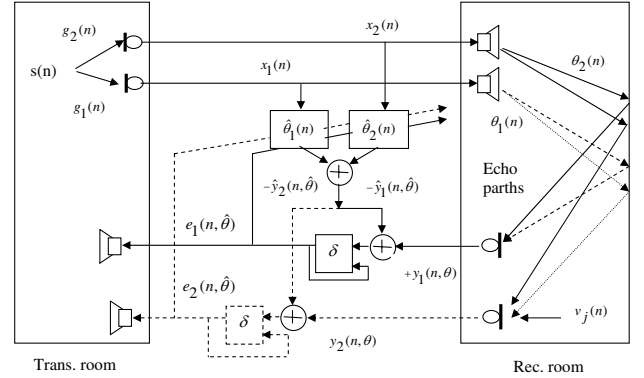 g₂(n)
x₂(n)
s(n)
θ₂(n)
x₁(n)
g₁(n)
θ₁(n)
θ̂₁(n)
θ̂₂(n)
Echo
parths
−ŷ₂(n,θ̂)
−ŷ₁(n,θ̂)
e₁(n,θ̂)
δ
+y₁(n,θ)
e₂(n,θ̂)
δ
v_j(n)
y₂(n,θ)
Trans. room
Rec. room